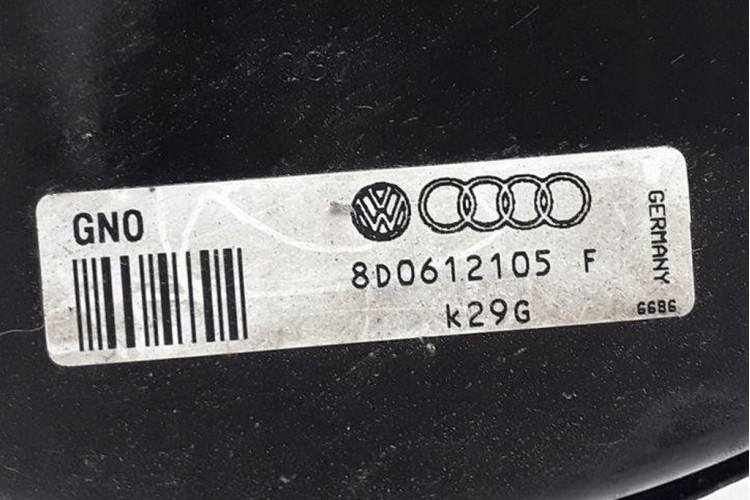 GNO
8D0612105 F
k29G
GERMANY
6686